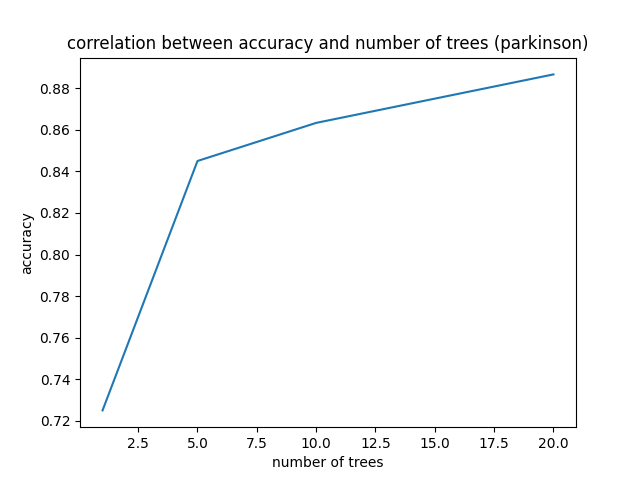 correlation between accuracy and number of trees (parkinson)
0.88
0.86
0.84
0.82
0.80
0.78
0.76
0.74
0.72
accuracy
2.5 5.0 7.5 10.0 12.5 15.0 17.5 20.0
number of trees